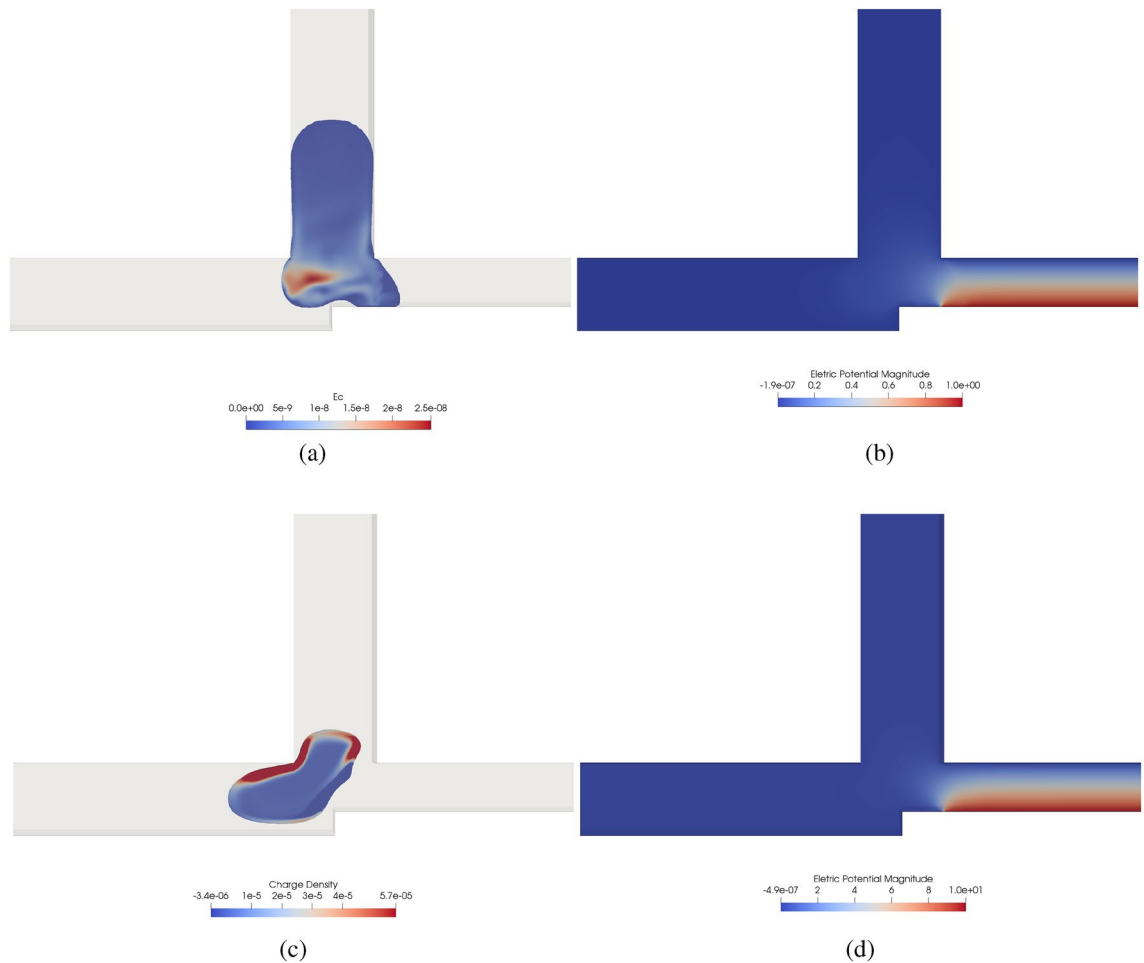 Ec
0.0e+00 5e-9 1e-8 1.5e-8 2e-8 2.5e-08
(a)
Eletric Potential Magnitude
-1.9e-07 0.2 0.4 0.6 0.8 1.0e+00
(b)
Charge Density
-3.4e-06 1e-5 2e-5 3e-5 4e-5 5.7e-05
(c)
Eletric Potential Magnitude
-4.9e-07 2 4 6 8 1.0e+01
(d)